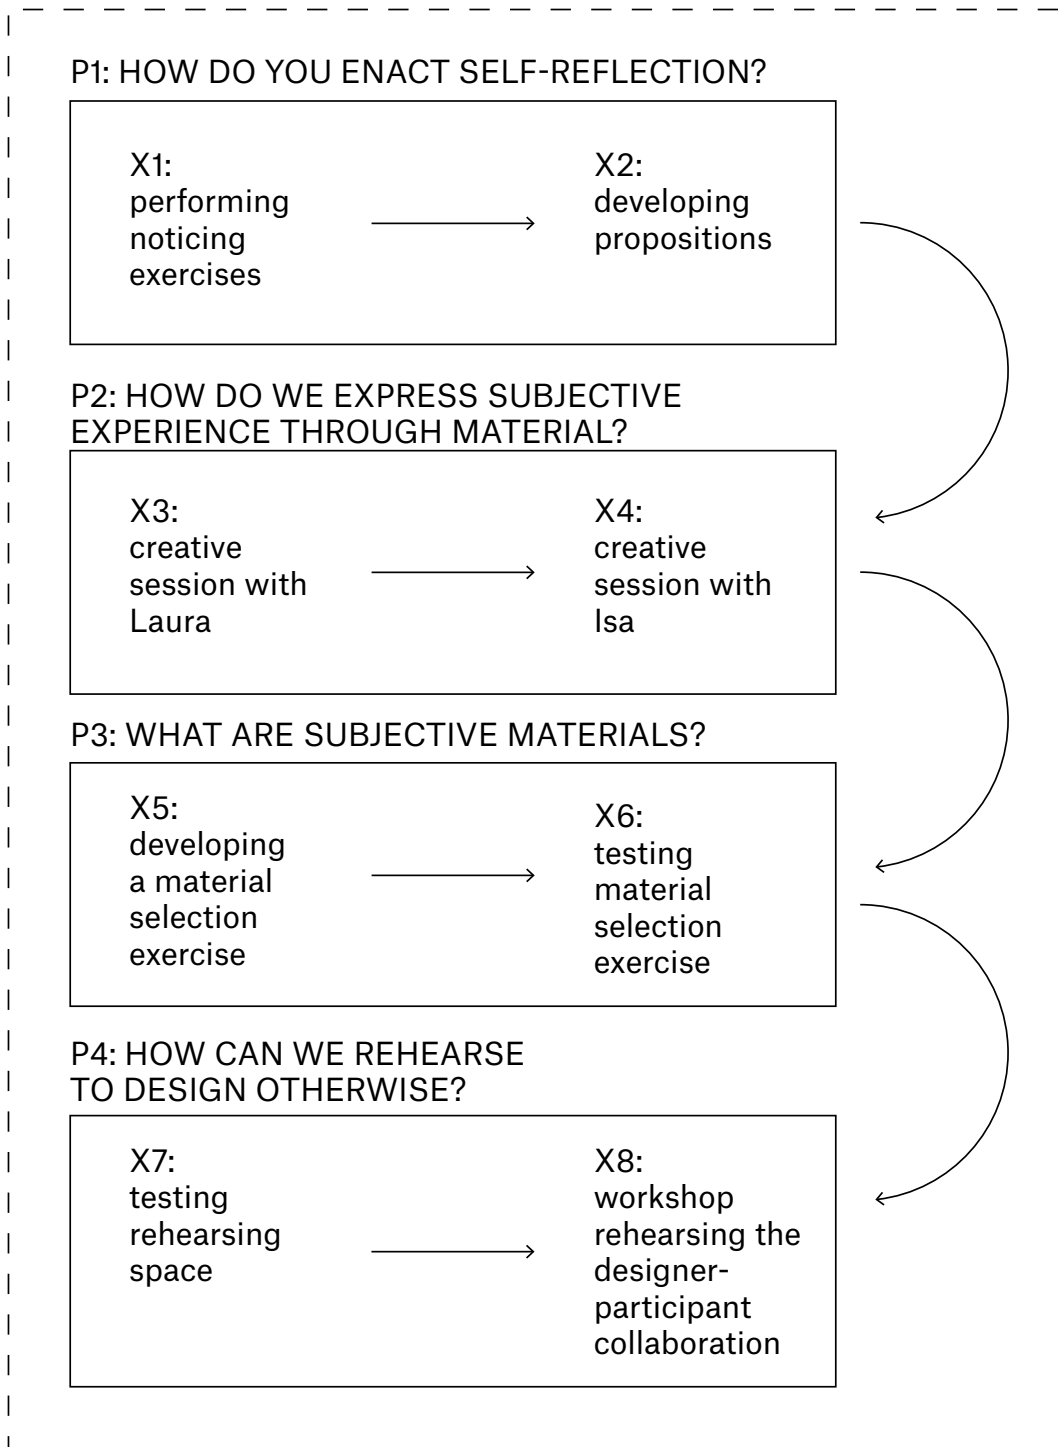 P1: HOW DO YOU ENACT SELF-REFLECTION?
X1:
performing
noticing
exercises
X2:
developing
propositions
P2: HOW DO WE EXPRESS SUBJECTIVE
EXPERIENCE THROUGH MATERIAL?
X3:
creative
session with
Laura
X4:
creative
session with
Isa
P3: WHAT ARE SUBJECTIVE MATERIALS?
X5:
developing
a material
selection
exercise
X6:
testing
material
selection
exercise
P4: HOW CAN WE REHEARSE
TO DESIGN OTHERWISE?
X7:
testing
rehearsing
space
X8:
workshop
rehearsing the
designer-
participant
collaboration